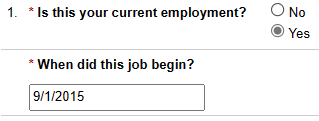 1. * Is this your current employment? No
Yes
* When did this job begin?
9/1/2015